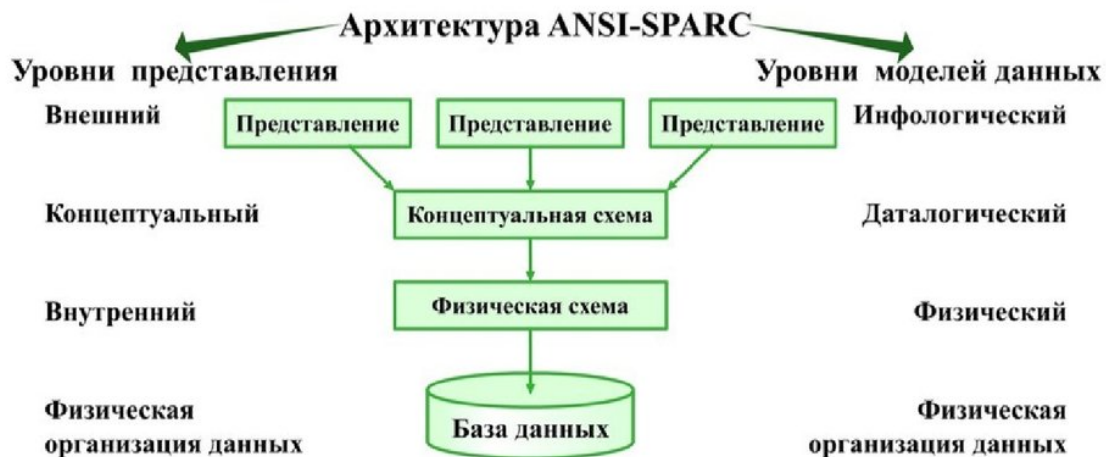 Архитектура ANSI-SPARC
Уровни представления
Уровни моделей данных
Внешний
Представление
Представление
Представление
Инфологический
Концептуальный
Концептуальная схема
Даталогический
Внутренний
Физическая схема
Физический
Физическая
организация данных
База данных
Физическая
организация данных